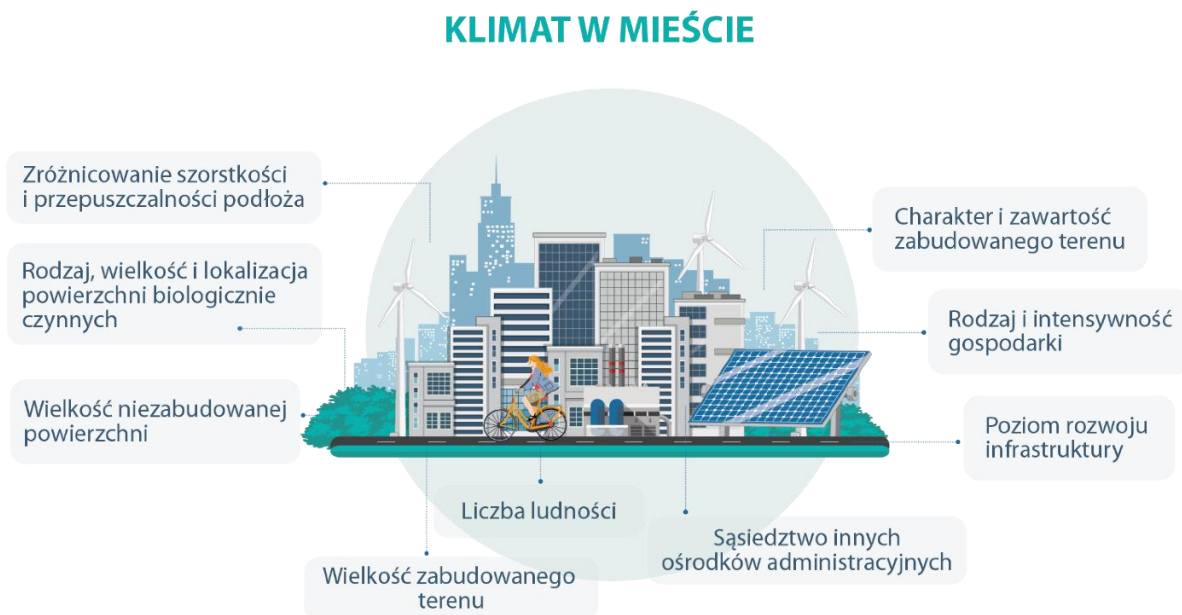 KLIMAT W MIEŚCIE
Zróżnicowanie szorstkości
i przepuszczalności podłoża
Rodzaj, wielkość i lokalizacja
powierzchni biologicznie
czynnych
Wielkość niezabudowanej
powierzchni
Charakter i zawartość
zabudowanego terenu
Rodzaj i intensywność
gospodarki
Poziom rozwoju
infrastruktury
Liczba ludności
Sąsiedztwo innych
ośrodków administracyjnych
Wielkość zabudowanego
terenu